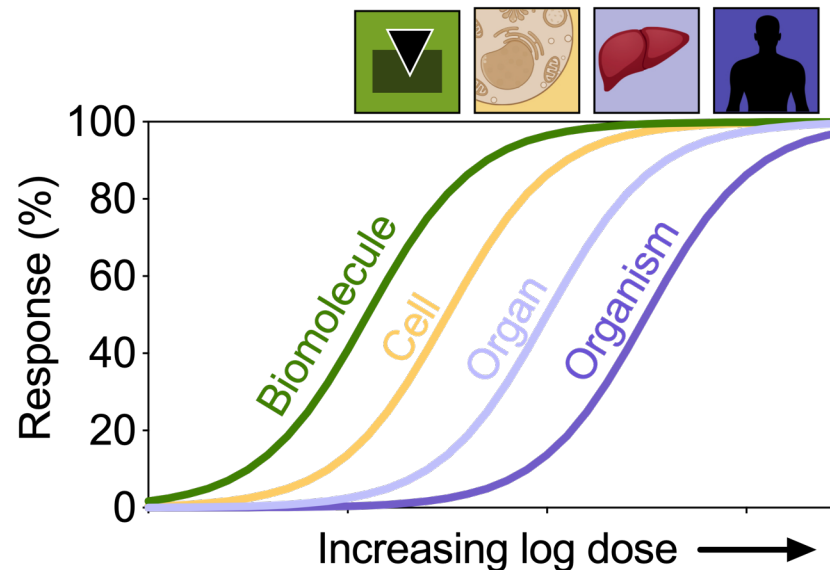 100
80
60
40
20
0
Response (%)
Biomolecule
Cell
Organ
Organism
Increasing log dose